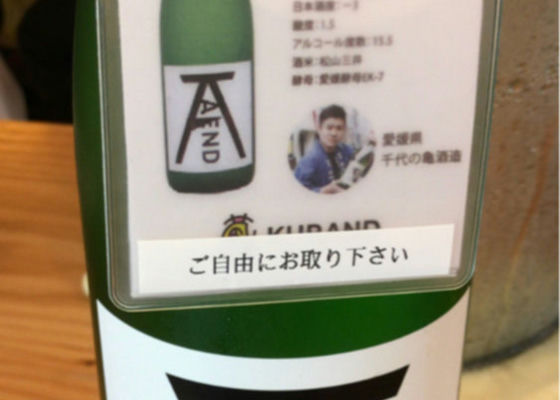 日本酒度：－3
酸度：1.5
アルコール度数：15.5
酒米：松山三井
酵母：愛媛酵母EK-7
AEND
愛媛県
千代の亀酒造
KURAND
ご自由にお取り下さい